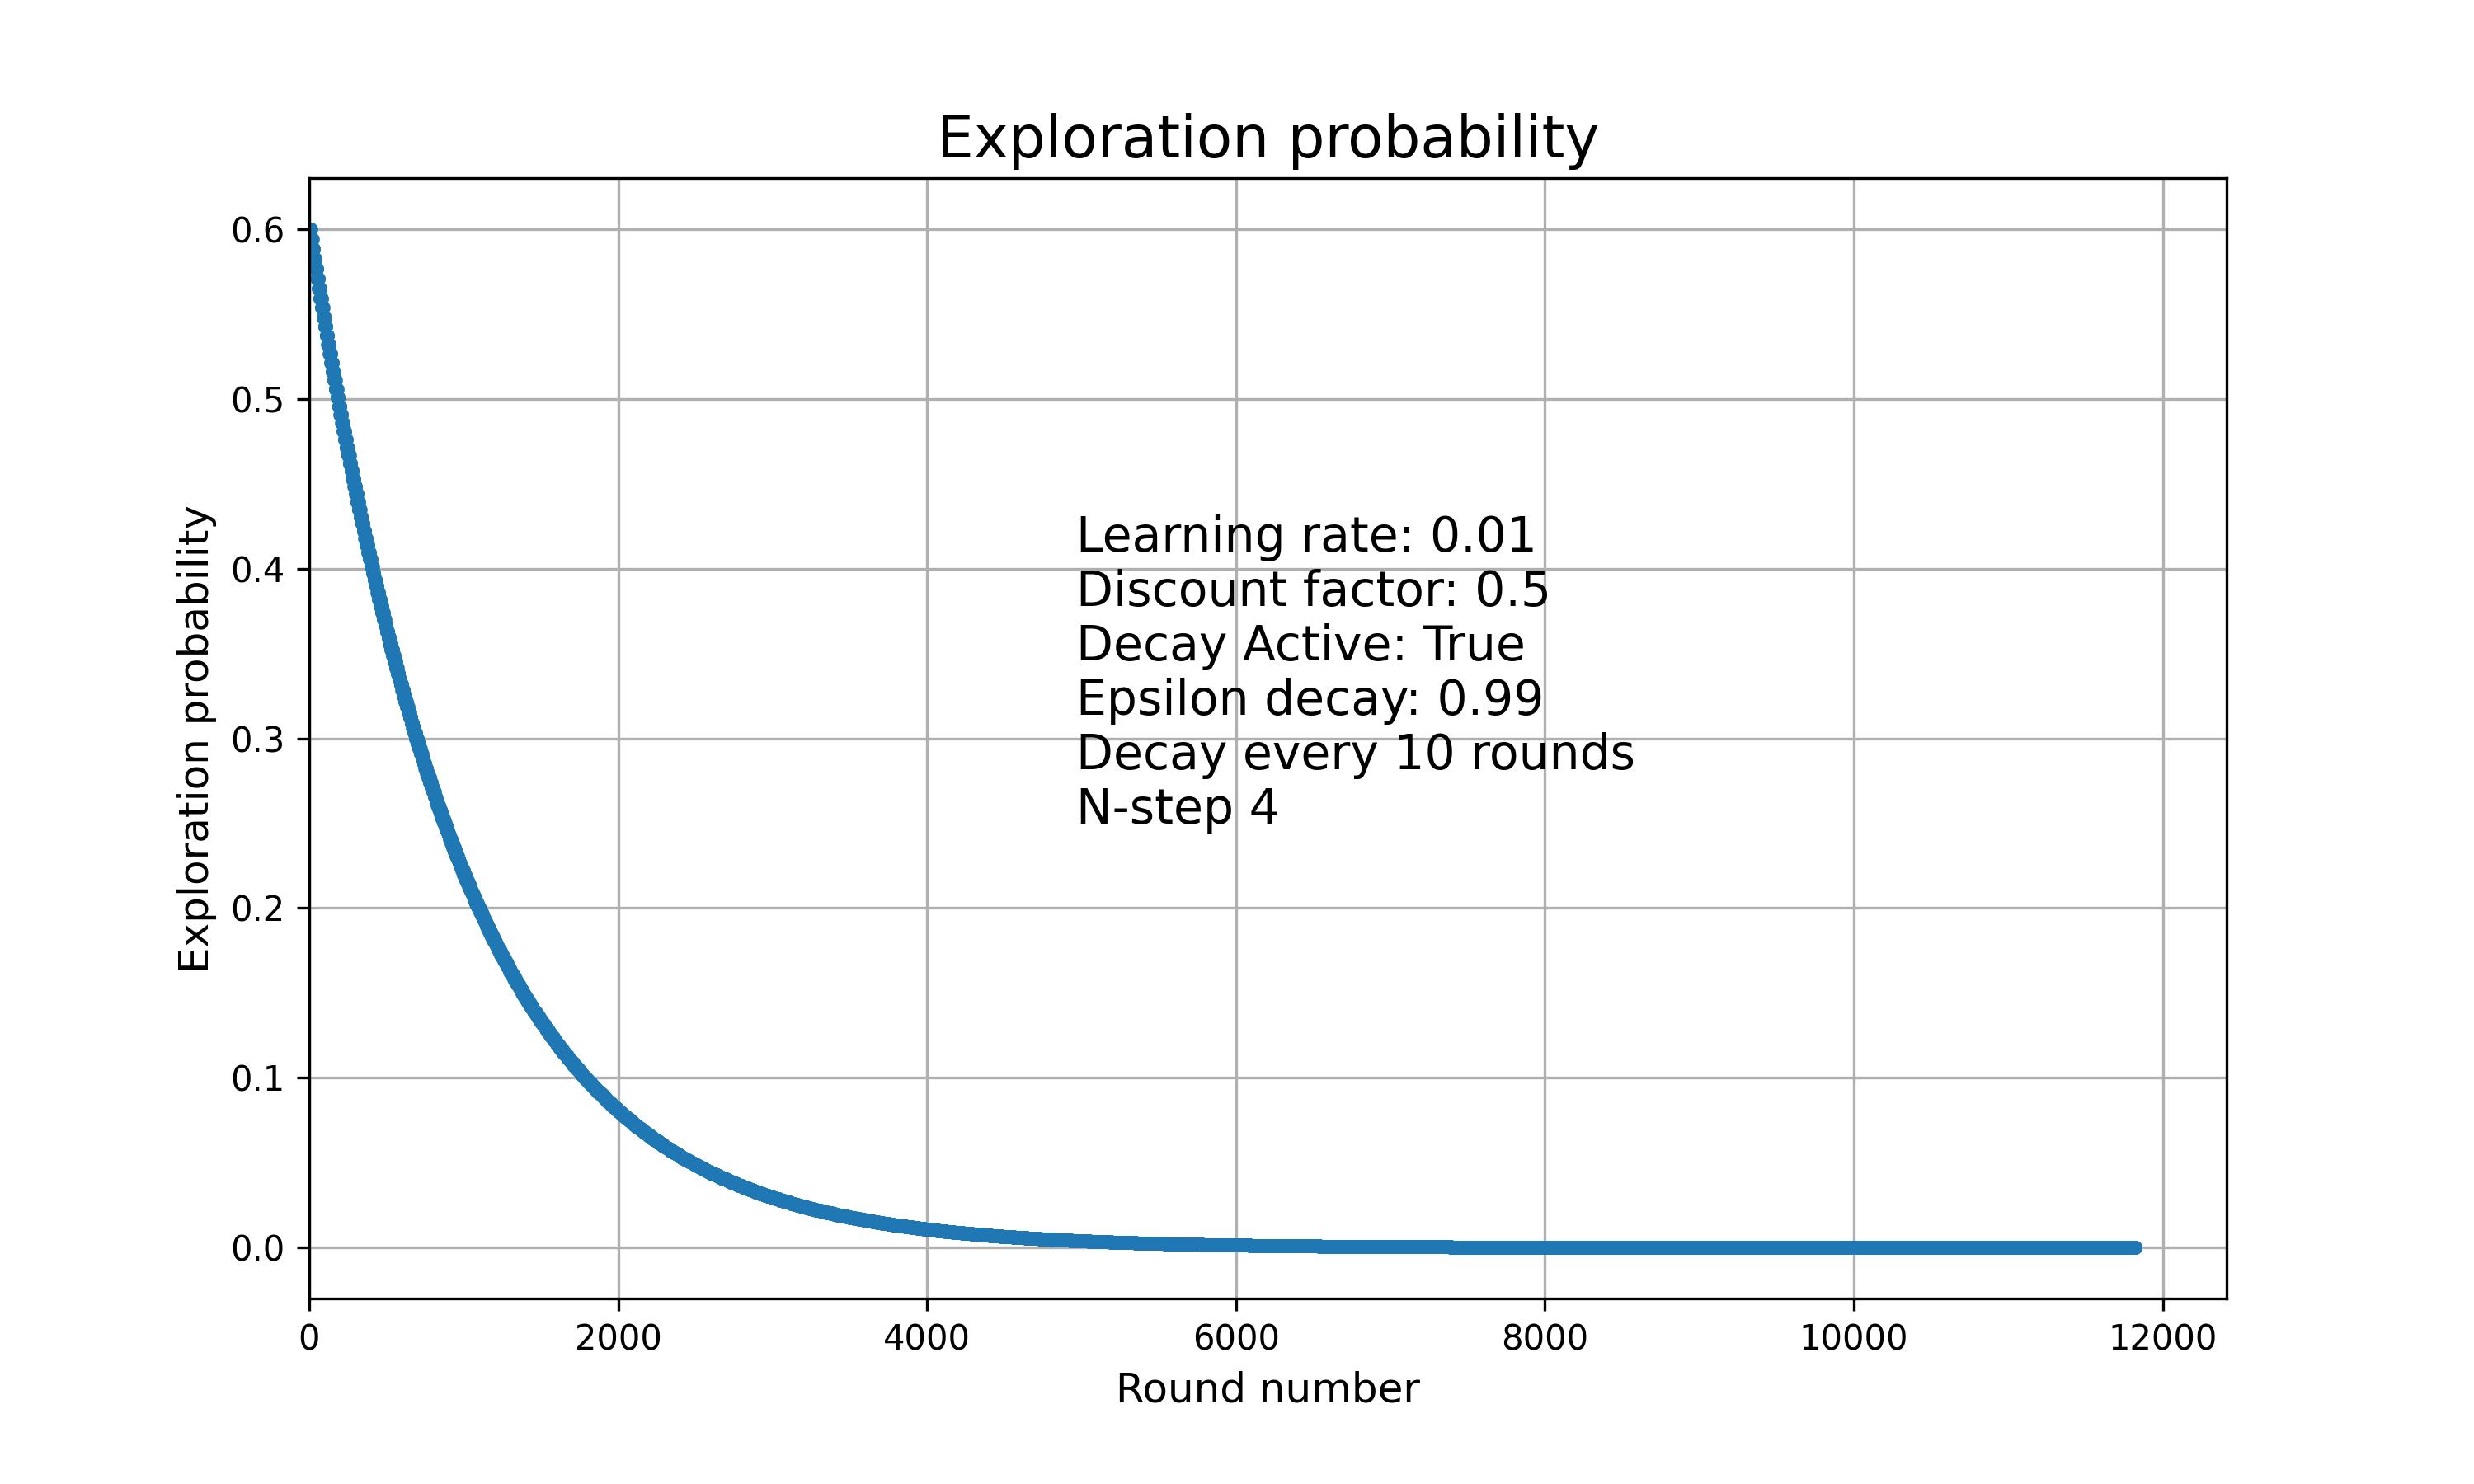 Exploration probability
Exploration probability
0.6
0.5
0.4
0.3
0.2
0.1
0.0
Learning rate: 0.01
Discount factor: 0.5
Decay Active: True
Epsilon decay: 0.99
Decay every 10 rounds
N-step 4
0 2000 4000 6000 8000 10000 12000
Round number